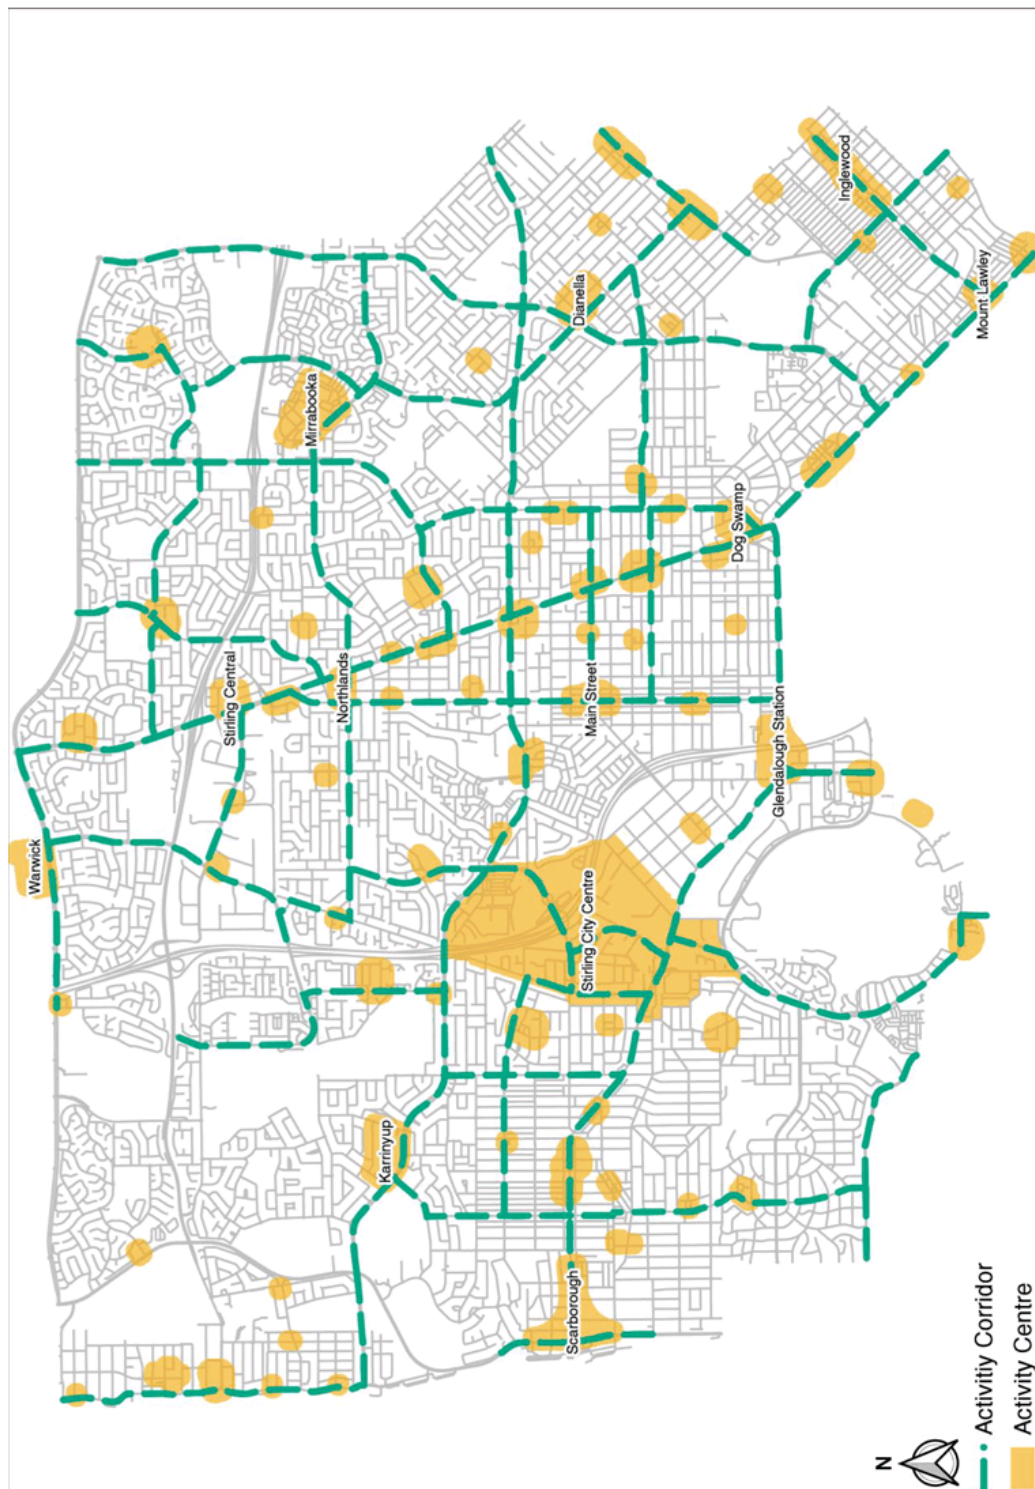 Warwick
Stirling Central
Mirrabooka
Northlands
Karrinyup
Dianella
Inglewood
Main Street
Stirling City Centre
Scarborough
Dog Swamp
Glendalough Station
Mount Lawley
N
Activitiy Corridor
Activity Centre